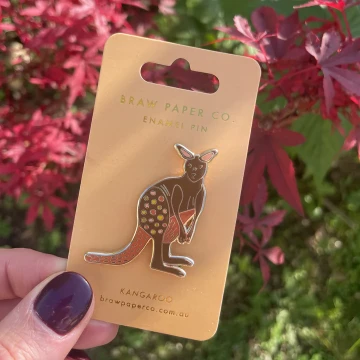 BRAW PAPER CO.
ENAMEL PIN
KANGAROO
brawpaperco.com.au